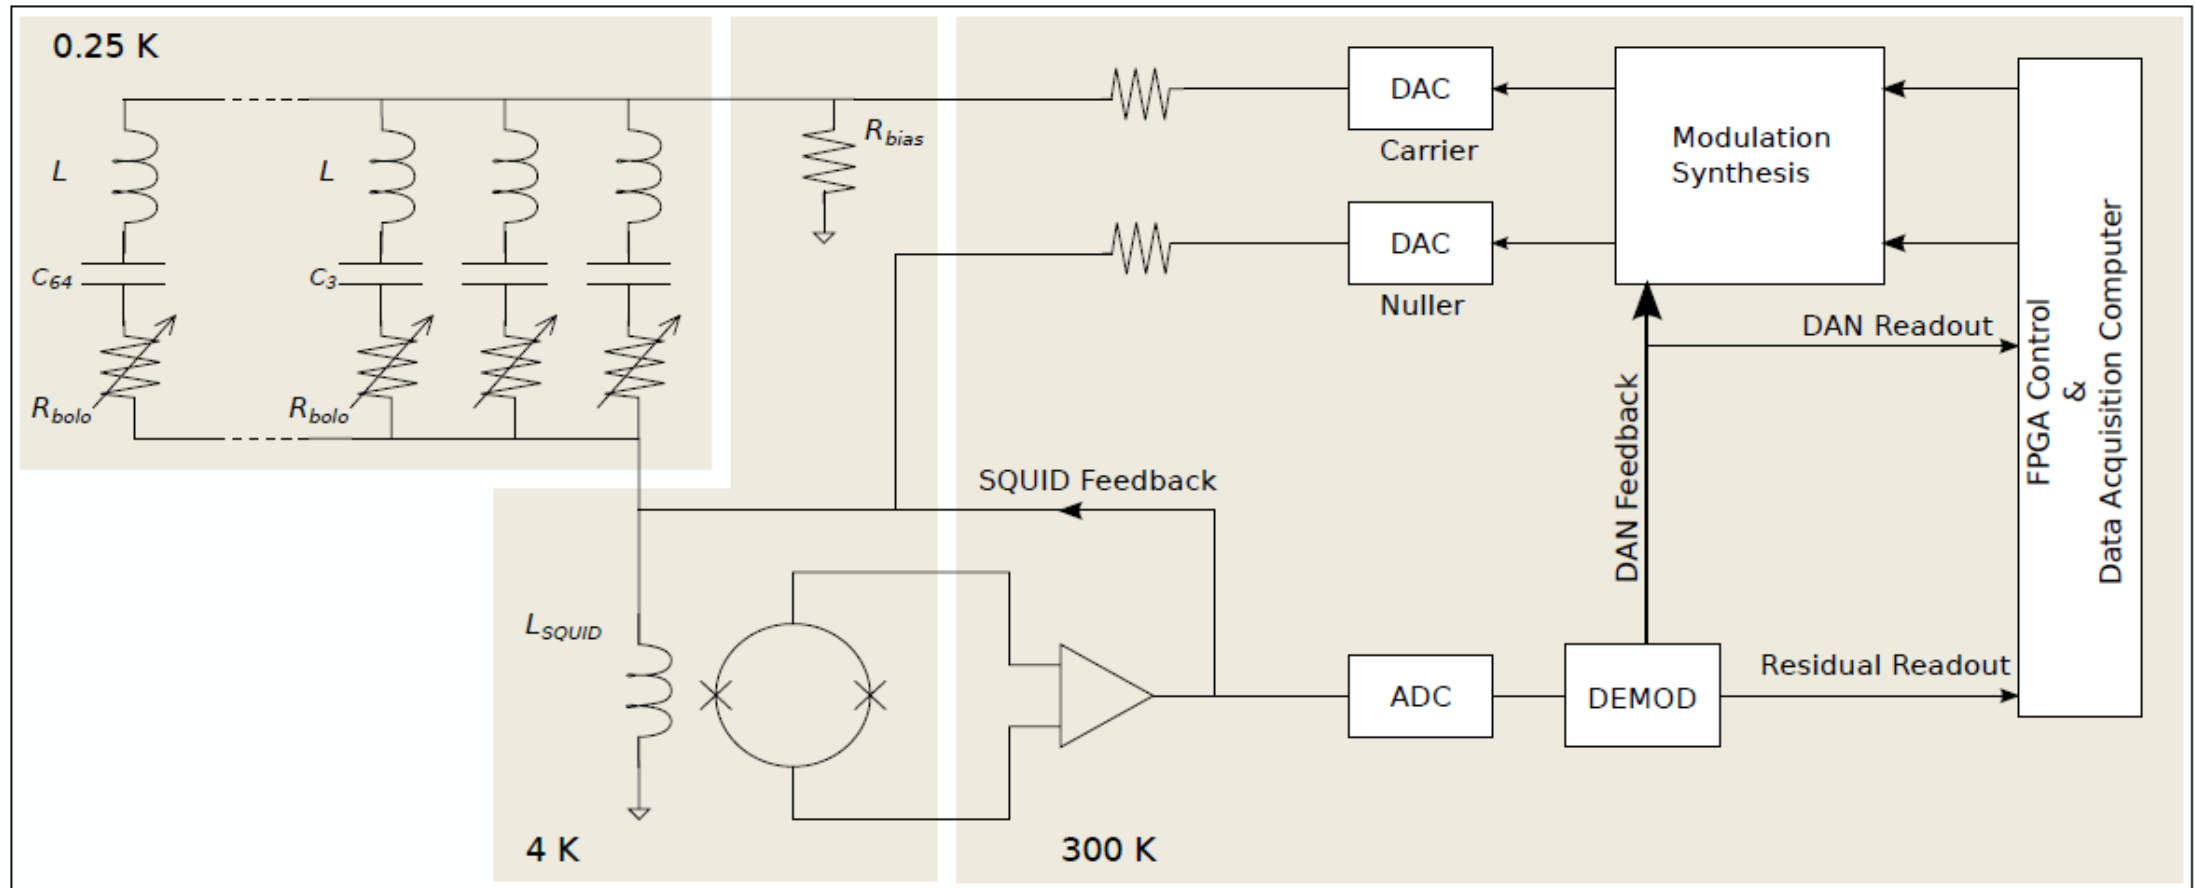 0.25 K
L
L
C64
C3
Rbolo
Rbolo
Rbias
DAC
Carrier
DAC
Nuller
Modulation
Synthesis
DAN Readout
FPGA Control
&
Data Acquisition Computer
DAN Feedback
SQUID Feedback
LSQUID
ADC
DEMOD
Residual Readout
4 K
300 K